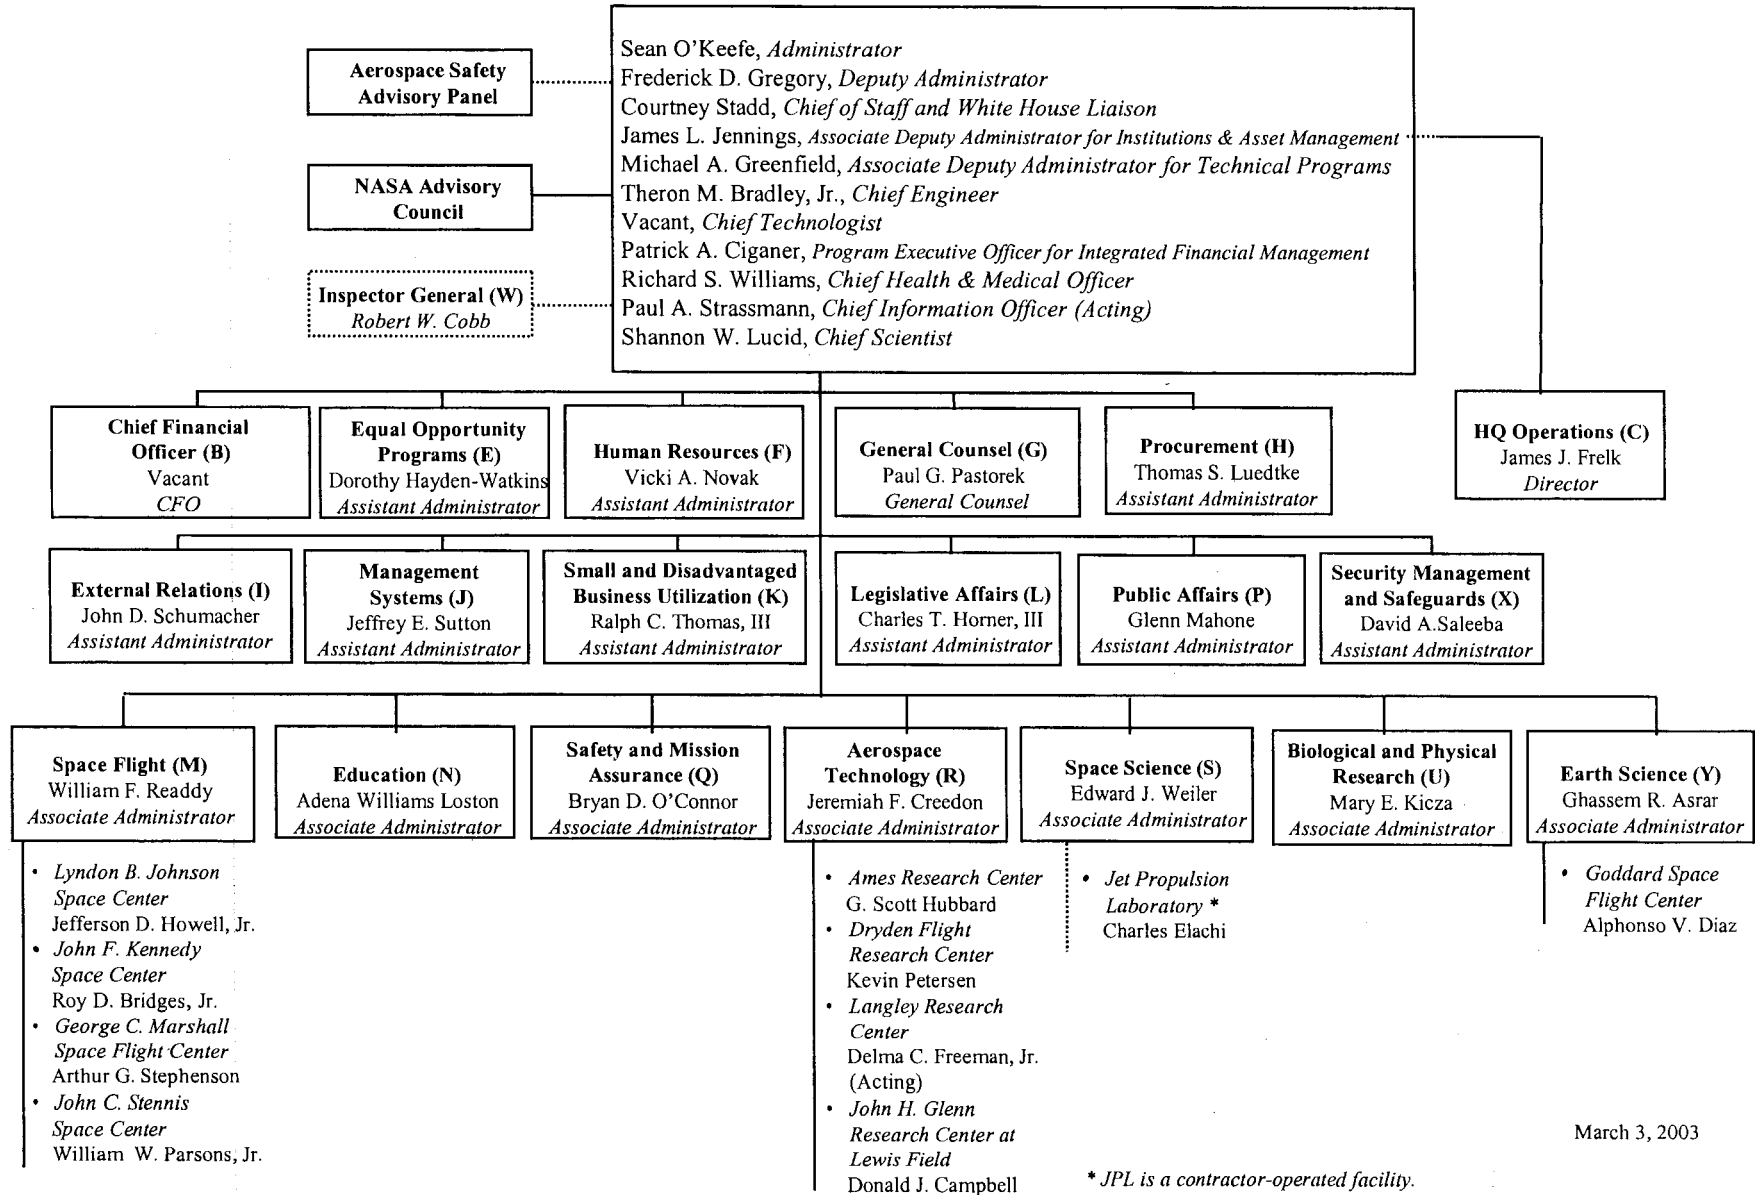 Aerospace Safety
Advisory Panel
NASA Advisory
Council
Inspector General (W)
Robert W. Cobb
Sean O'Keefe, Administrator
Frederick D. Gregory, Deputy Administrator
Courtney Stadd, Chief of Staff and White House Liaison
James L. Jennings, Associate Deputy Administrator for Institutions & Asset Management
Michael A. Greenfield, Associate Deputy Administrator for Technical Programs
Theron M. Bradley, Jr., Chief Engineer
Vacant, Chief Technologist
Patrick A. Ciganer, Program Executive Officer for Integrated Financial Management
Richard S. Williams, Chief Health & Medical Officer
Paul A. Strassmann, Chief Information Officer (Acting)
Shannon W. Lucid, Chief Scientist
Chief Financial
Officer (B)
Vacant
CFO
Equal Opportunity
Programs (E)
Dorothy Hayden-Watkins
Assistant Administrator
Human Resources (F)
Vicki A. Novak
Assistant Administrator
General Counsel (G)
Paul G. Pastorek
General Counsel
Procurement (H)
Thomas S. Luedtke
Assistant Administrator
HQ Operations (C)
James J. Frelk
Director
External Relations (I)
John D. Schumacher
Assistant Administrator
Management
Systems (J)
Jeffrey E. Sutton
Assistant Administrator
Small and Disadvantaged
Business Utilization (K)
Ralph C. Thomas, III
Assistant Administrator
Legislative Affairs (L)
Charles T. Horner, III
Assistant Administrator
Public Affairs (P)
Glenn Mahone
Assistant Administrator
Security Management
and Safeguards (X)
David A.Saleeba
Assistant Administrator
Space Flight (M)
William F. Readdy
Associate Administrator
Education (N)
Adena Williams Loston
Associate Administrator
Safety and Mission
Assurance (Q)
Bryan D. O'Connor
Associate Administrator
Aerospace
Technology (R)
Jeremiah F. Creedon
Associate Administrator
Space Science (S)
Edward J. Weiler
Associate Administrator
Biological and Physical
Research (U)
Mary E. Kicza
Associate Administrator
Earth Science (Y)
Ghassem R. Asrar
Associate Administrator
• Lyndon B. Johnson
Space Center
Jefferson D. Howell, Jr.
• John F. Kennedy
Space Center
Roy D. Bridges, Jr.
• George C. Marshall
Space Flight Center
Arthur G. Stephenson
• John C. Stennis
Space Center
William W. Parsons, Jr.
• Ames Research Center
G. Scott Hubbard
• Dryden Flight
Research Center
Kevin Petersen
• Langley Research
Center
Delma C. Freeman, Jr.
(Acting)
• John H. Glenn
Research Center at
Lewis Field
Donald J. Campbell
• Jet Propulsion
Laboratory *
Charles Elachi
• Goddard Space
Flight Center
Alphonso V. Diaz
March 3, 2003
* JPL is a contractor-operated facility.